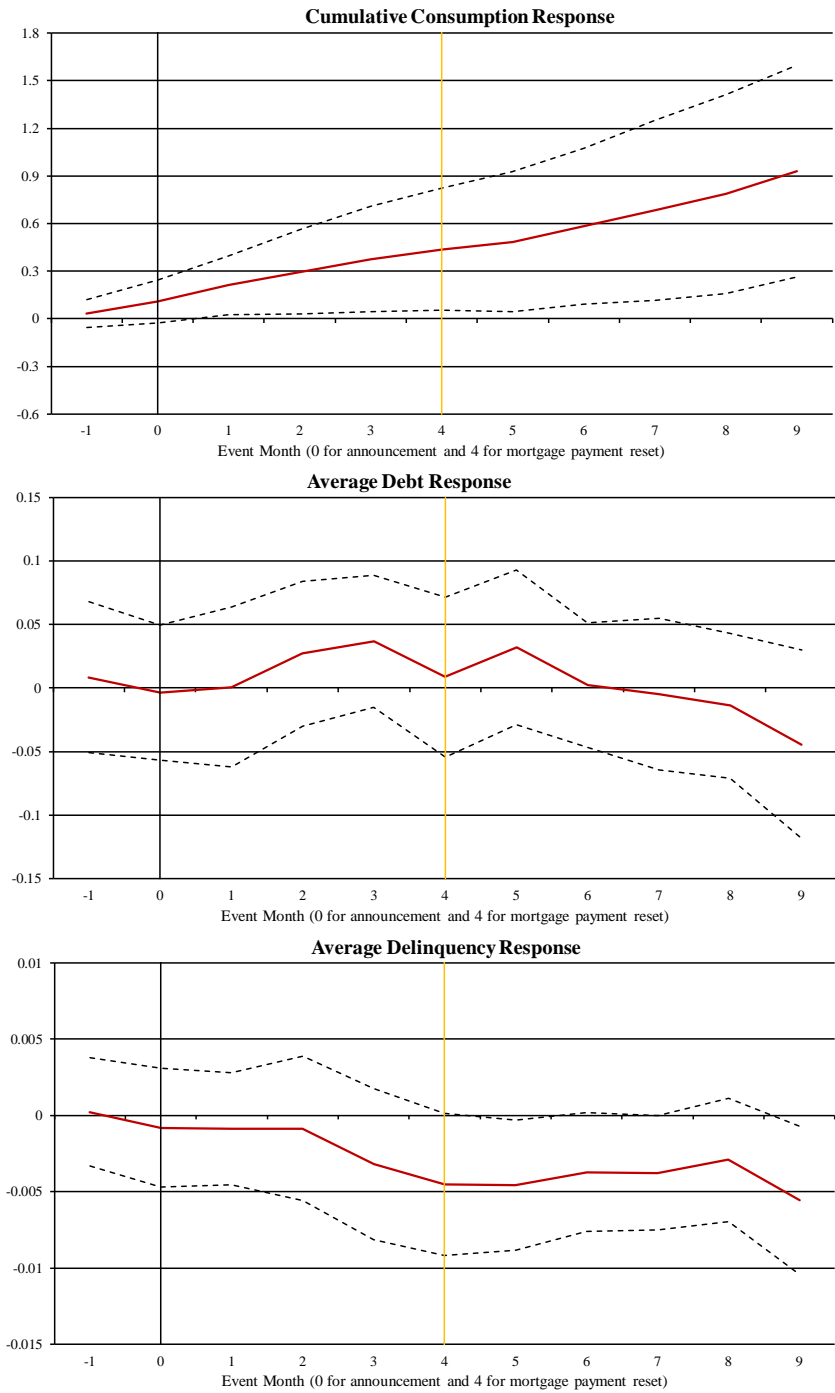 Cumulative Consumption Response
1.8
1.5
1.2
0.9
0.6
0.3
0
-0.3
-0.6
-1 0 1 2 3 4 5 6 7 8 9
Event Month (0 for announcement and 4 for mortgage payment reset)
Average Debt Response
0.15
0.1
0.05
0
-0.05
-0.1
-0.15
-1 0 1 2 3 4 5 6 7 8 9
Event Month (0 for announcement and 4 for mortgage payment reset)
Average Delinquency Response
0.01
0.005
0
-0.005
-0.01
-0.015
-1 0 1 2 3 4 5 6 7 8 9
Event Month (0 for announcement and 4 for mortgage payment reset)